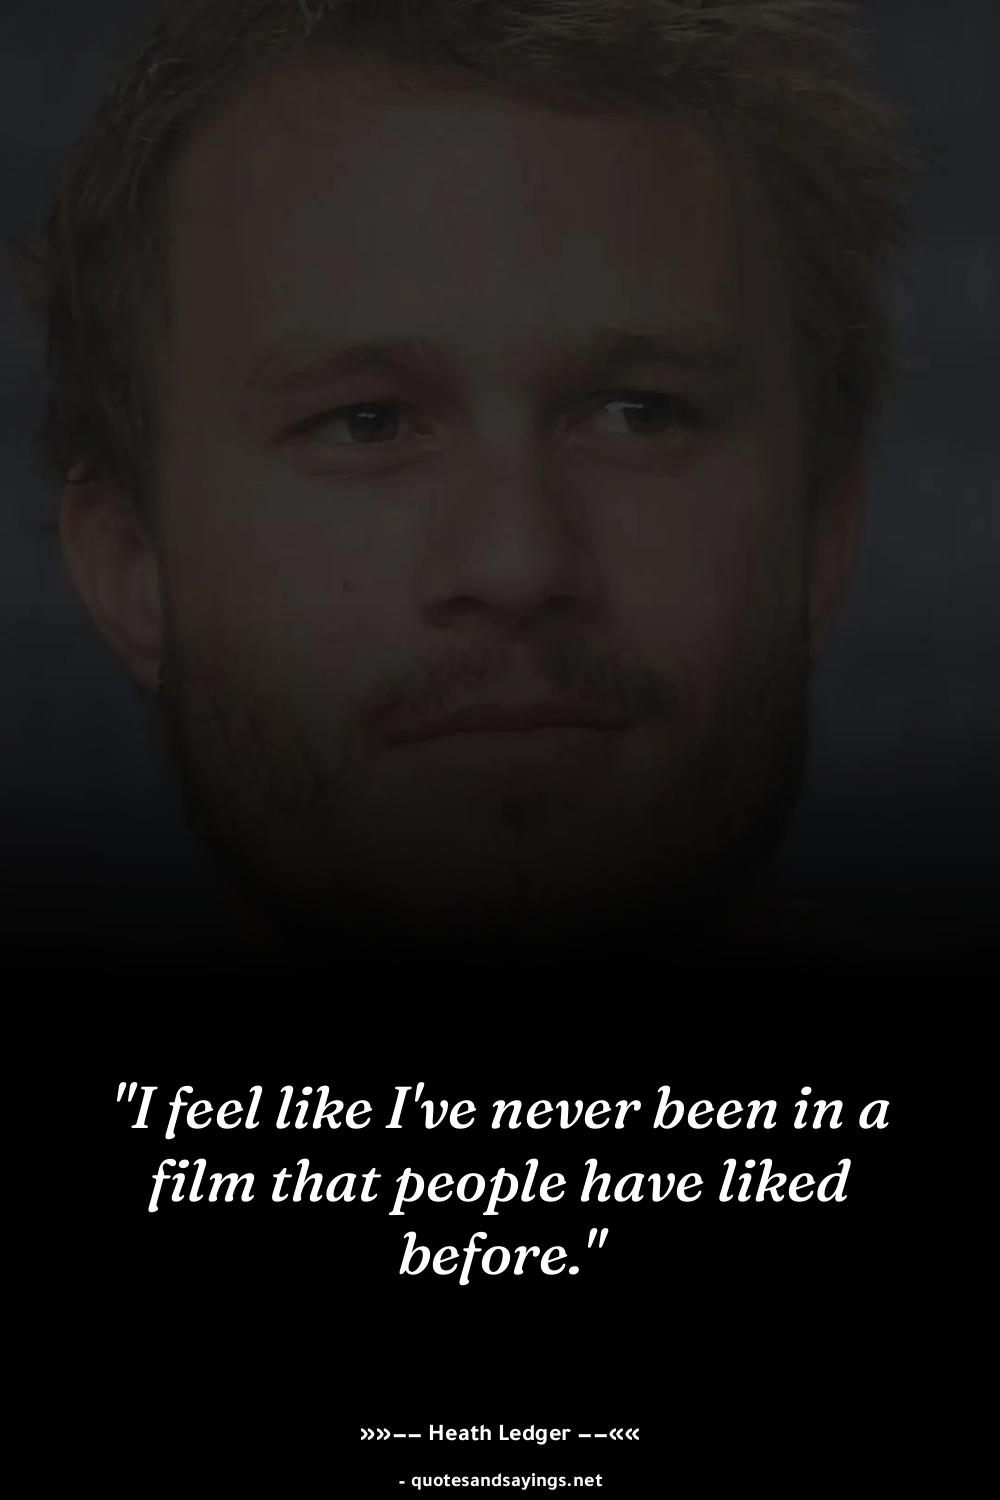 "I feel like I've never been in a
film that people have liked
before."
»»−− Heath Ledger −−««
- quotesandsayings.net